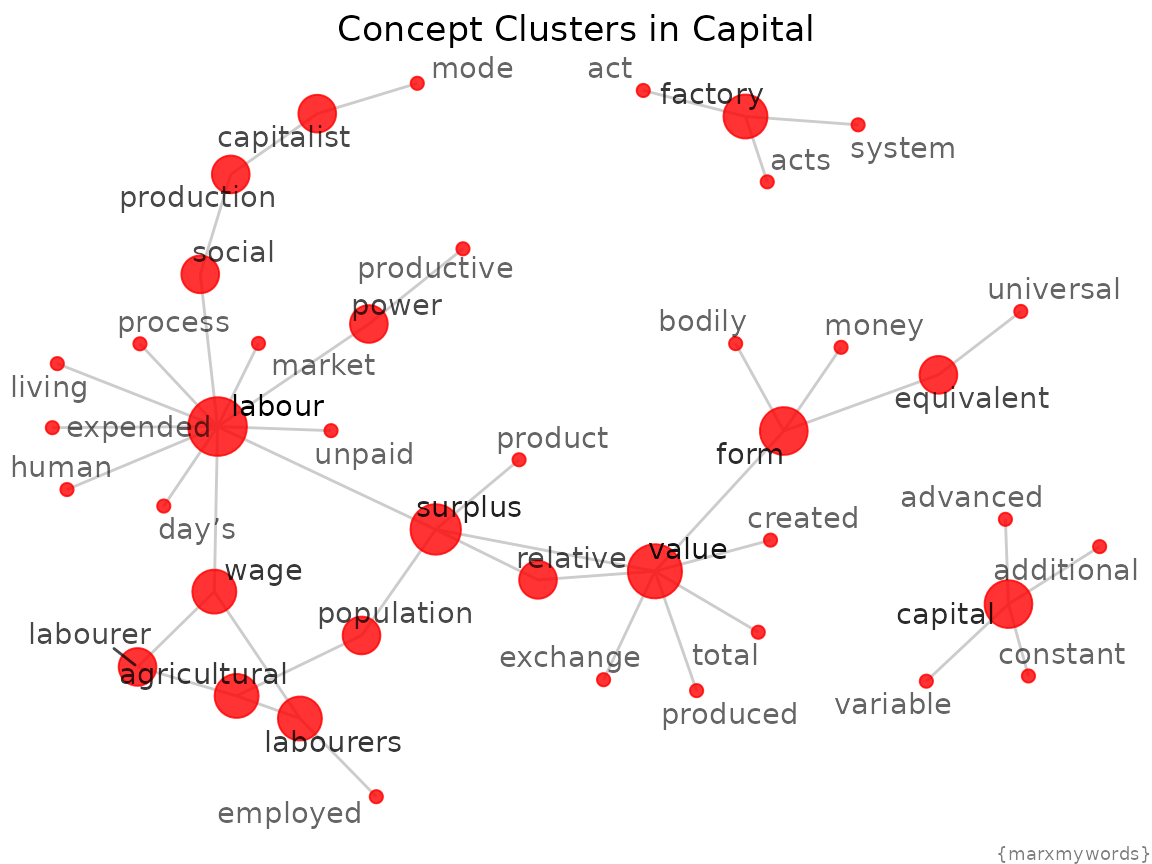 Concept Clusters in Capital
mode
act
factory
capitalist
acts
system
production
social
productive
universal
power
process
bodily
money
market
living
equivalent
labour
expended
product
form
unpaid
human
advanced
surplus
created
day’s
value
relative
wage
additional
population
capital
labourer
exchange
total
constant
agricultural
variable
produced
labourers
employed
{marxmywords}